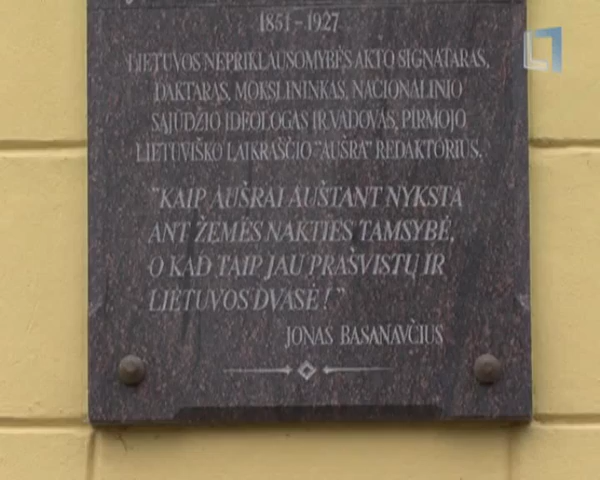 1851-1927
LIETUVOS NEPRIKLAUSOMYBĖS AKTO SIGNATARAS,
DAKTARAS, MOKSLININKAS, NACIONALINIO
SĄJŪDŽIO IDEOLOGAS IR VADOVAS, PIRMOJO
LIETUVIŠKO LAIKRAŠČIO "AUŠRA" REDAKTORIUS.
"KAIP AUŠRAI AUŠTANT NYKSTA
ANT ŽEMĖS NAKTIES TAMSYBĖ,
O KAD TAIP JAU PRAŠVISTŲ IR
LIETUVOS DVASĖ!"
JONAS BASANAVČIUS